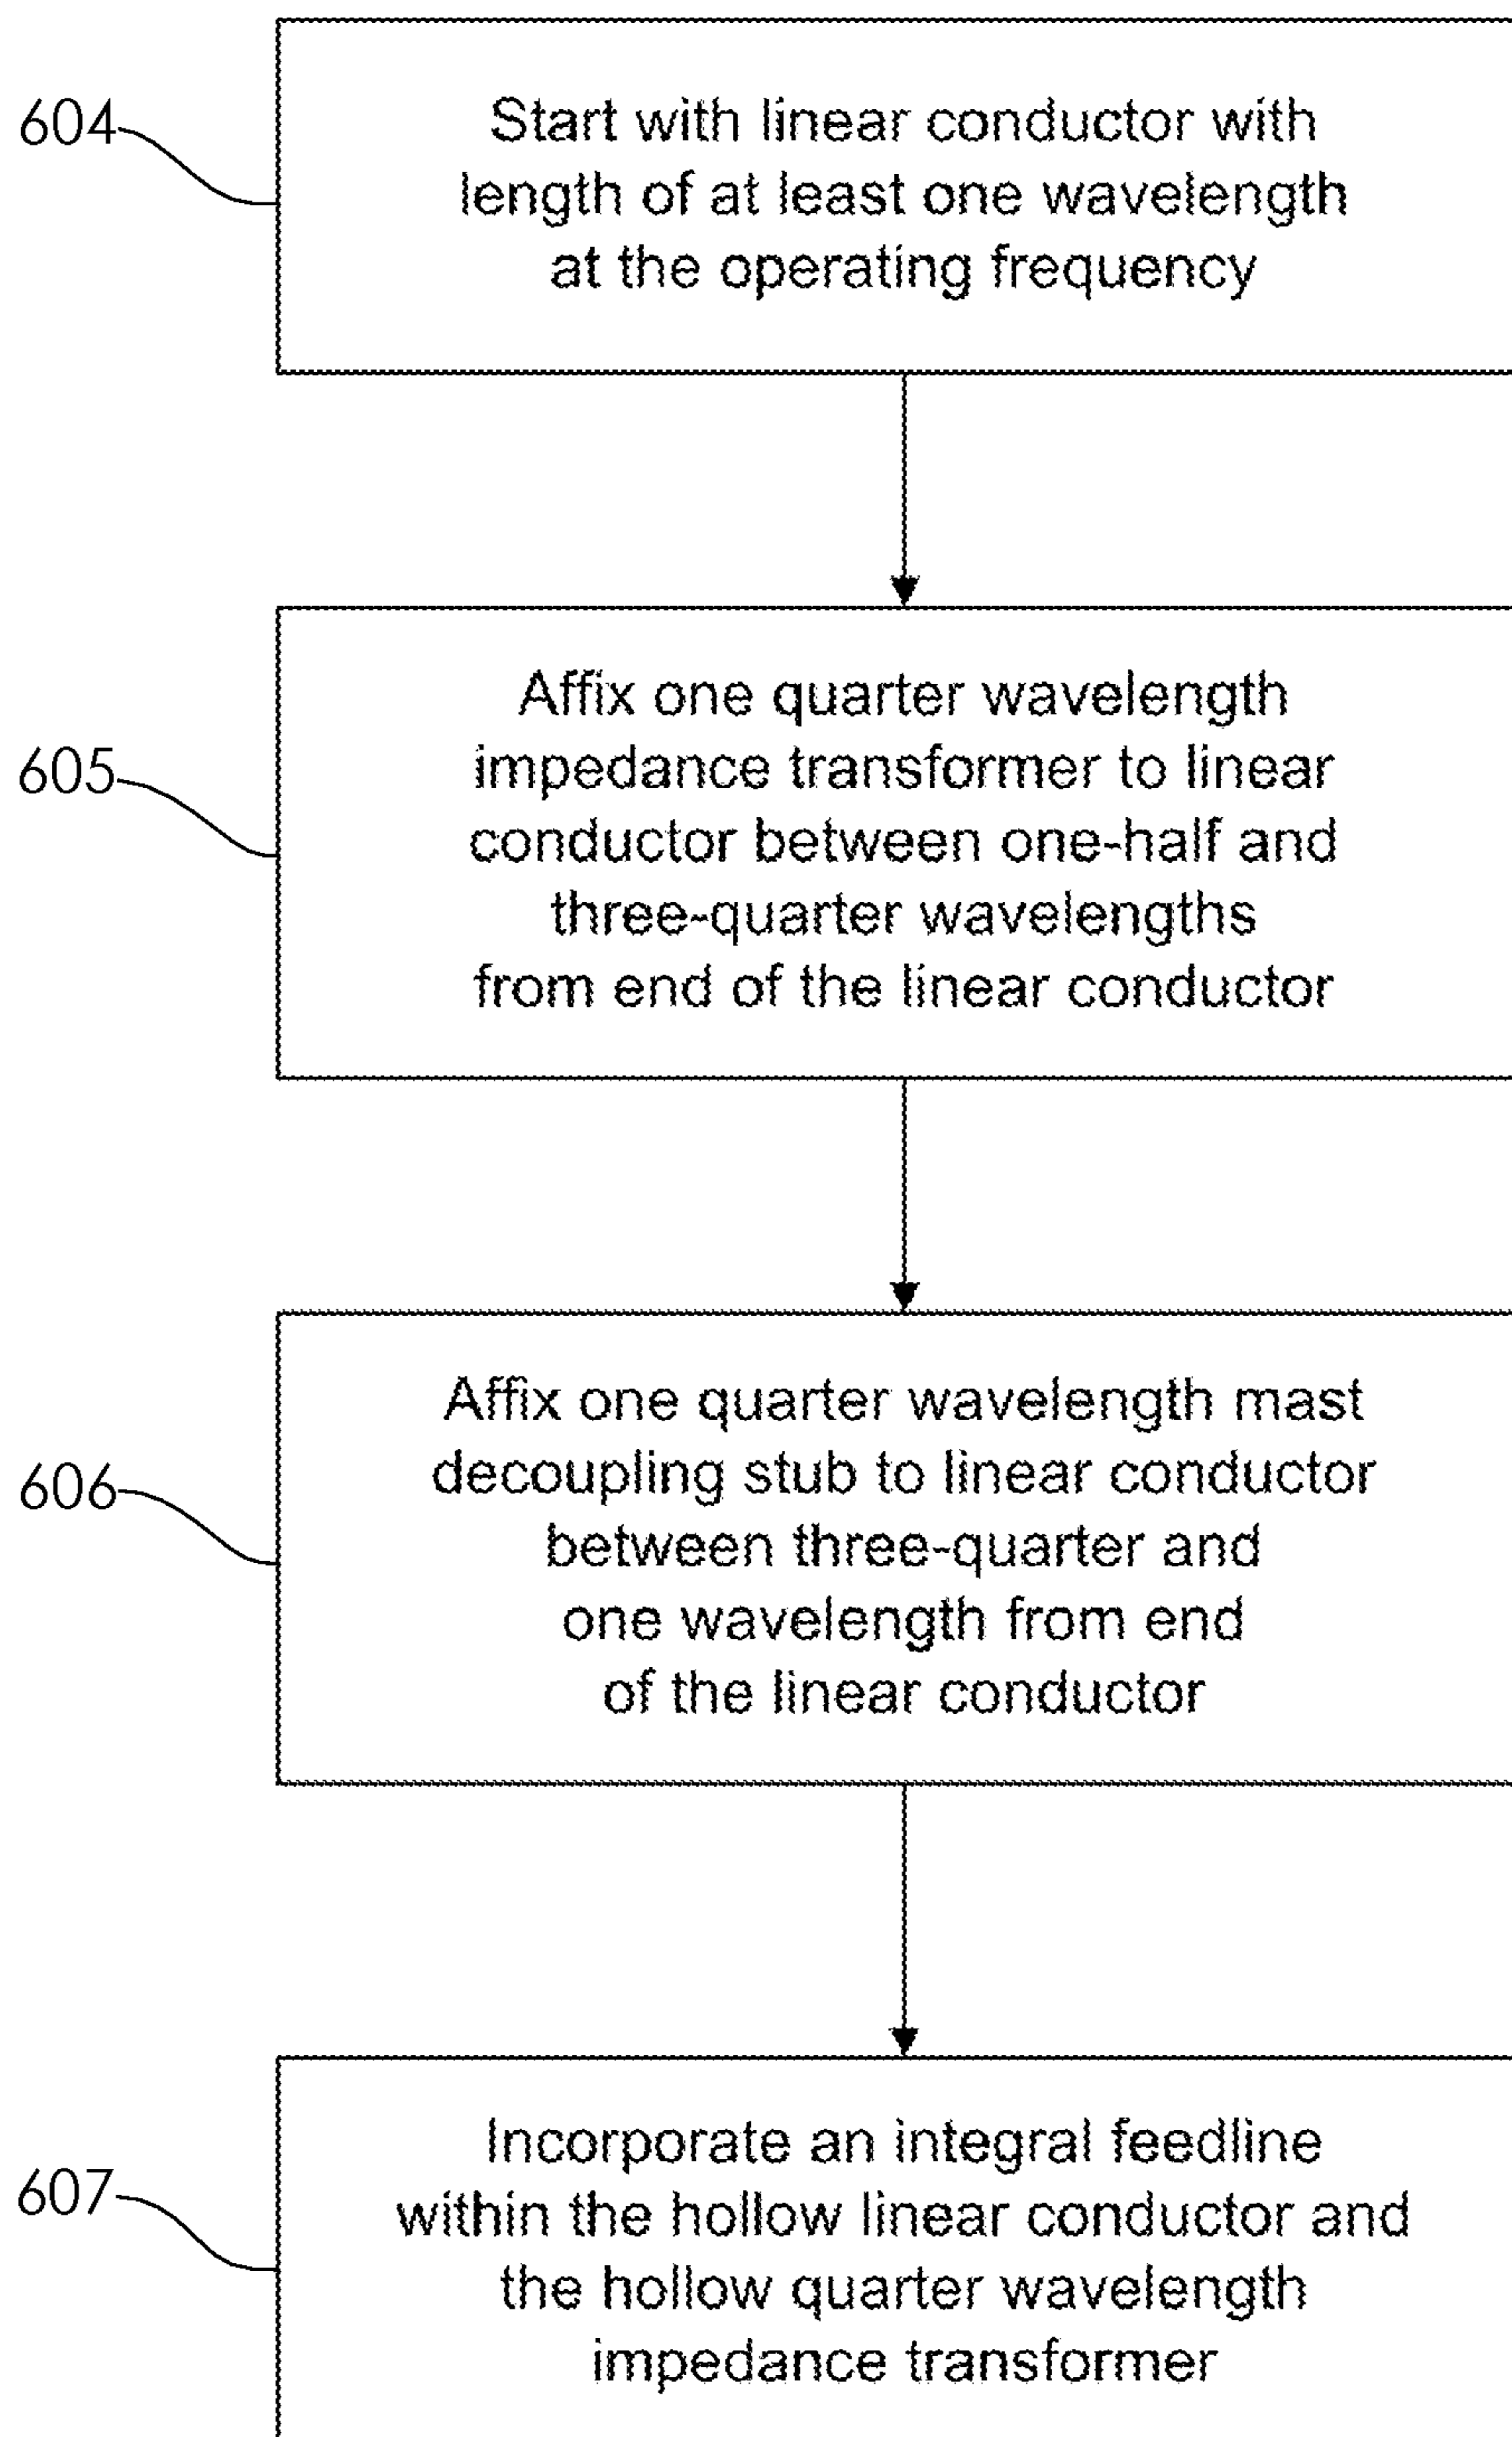 604
Start with linear conductor with
length of at least one wavelength
at the operating frequency
605
Affix one quarter wavelength
impedance transformer to linear
conductor between one-half and
three-quarter wavelengths
from end of the linear conductor
606
Affix one quarter wavelength mast
decoupling stub to linear conductor
between three-quarter and
one wavelength from end
of the linear conductor
607
Incorporate an integral feedline
within the hollow linear conductor and
the hollow quarter wavelength
impedance transformer